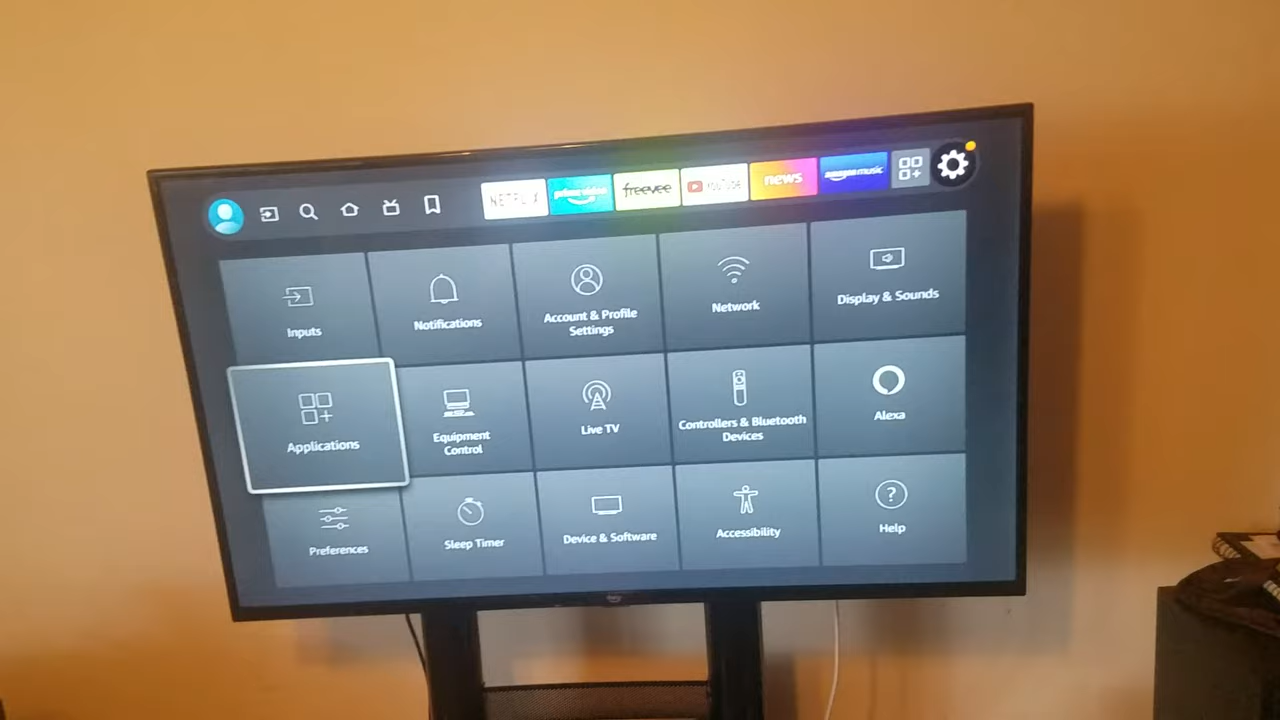 NETFLIX
prime video
freevee
YouTube
news
amazon music
Inputs
Notifications
Account & Profile
Settings
Network
Display & Sounds
Applications
Equipment
Control
Live TV
Controllers & Bluetooth
Devices
Alexa
Preferences
Sleep Timer
Device & Software
Accessibility
Help